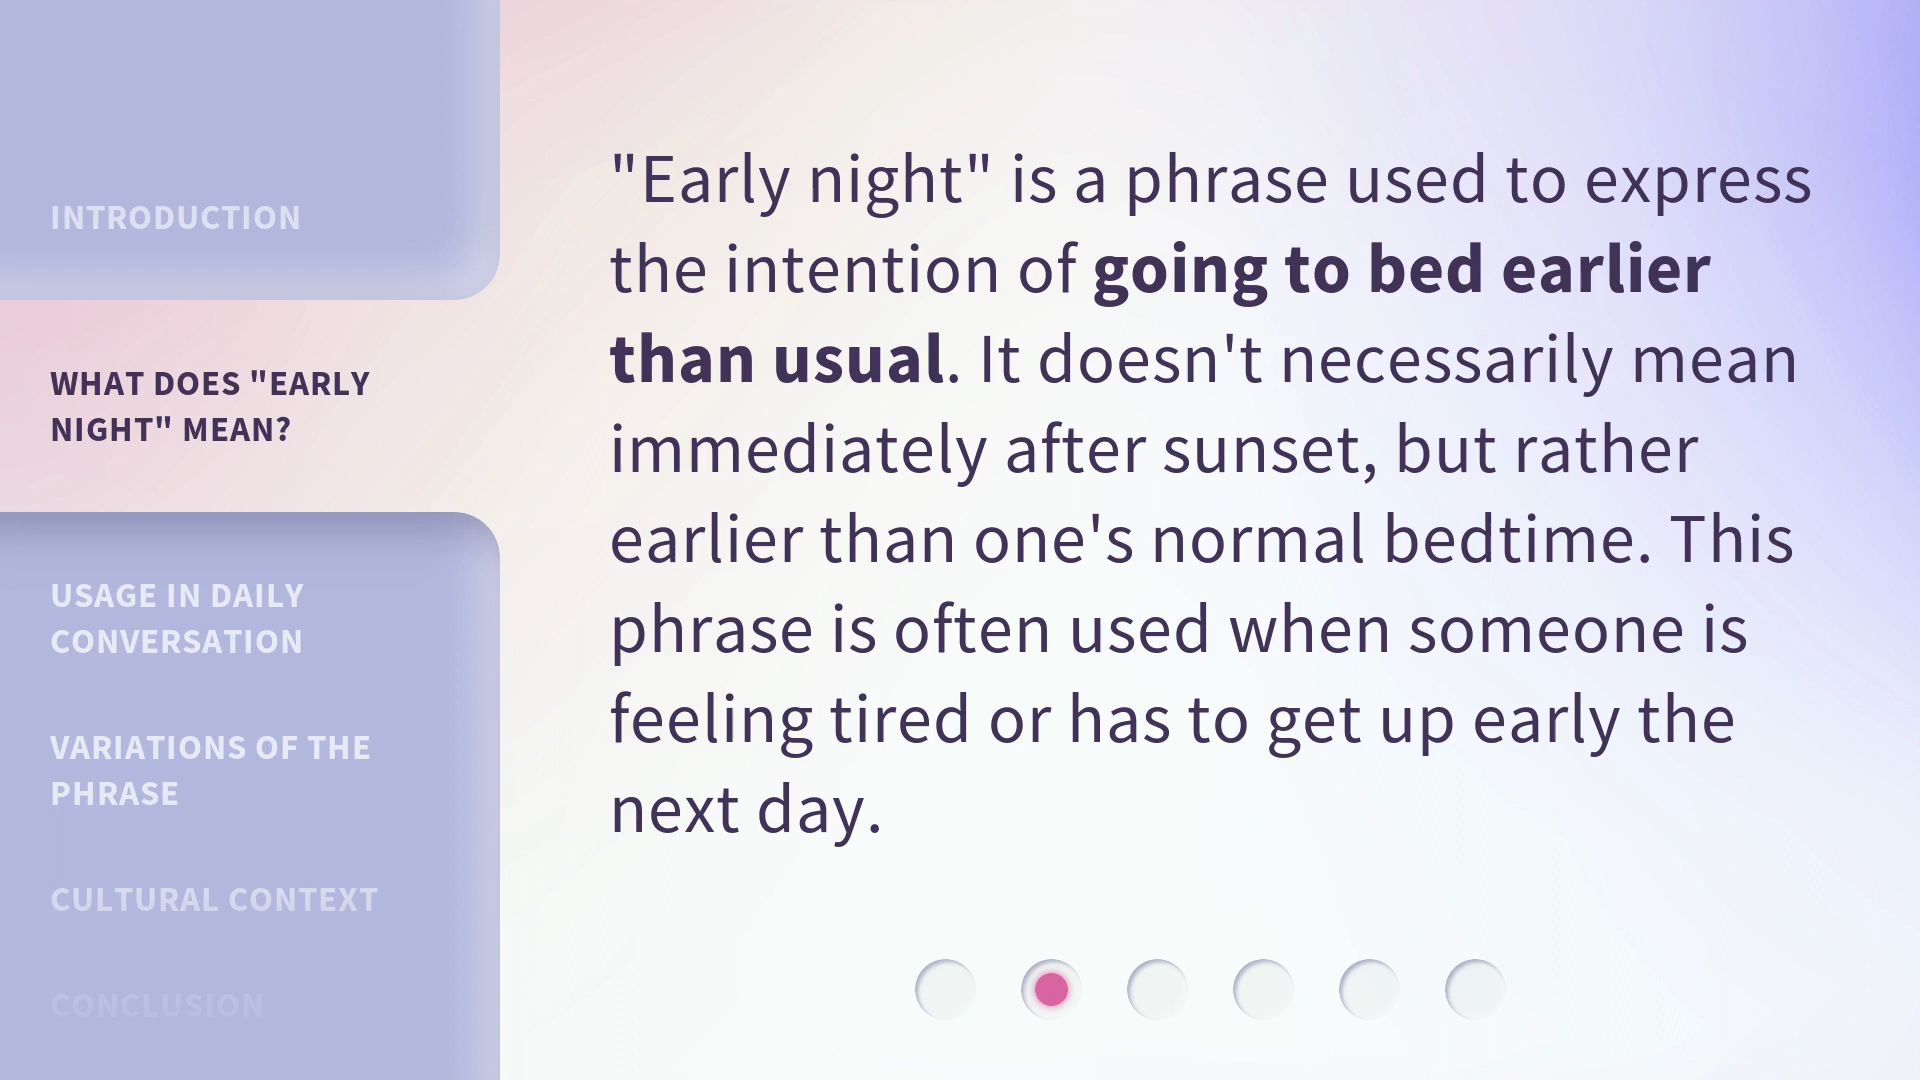 INTRODUCTION
WHAT DOES "EARLY
NIGHT" MEAN?
USAGE IN DAILY
CONVERSATION
VARIATIONS OF THE
PHRASE
CULTURAL CONTEXT
CONCLUSION
"Early night" is a phrase used to express
the intention of going to bed earlier
than usual. It doesn't necessarily mean
immediately after sunset, but rather
earlier than one's normal bedtime. This
phrase is often used when someone is
feeling tired or has to get up early the
next day.